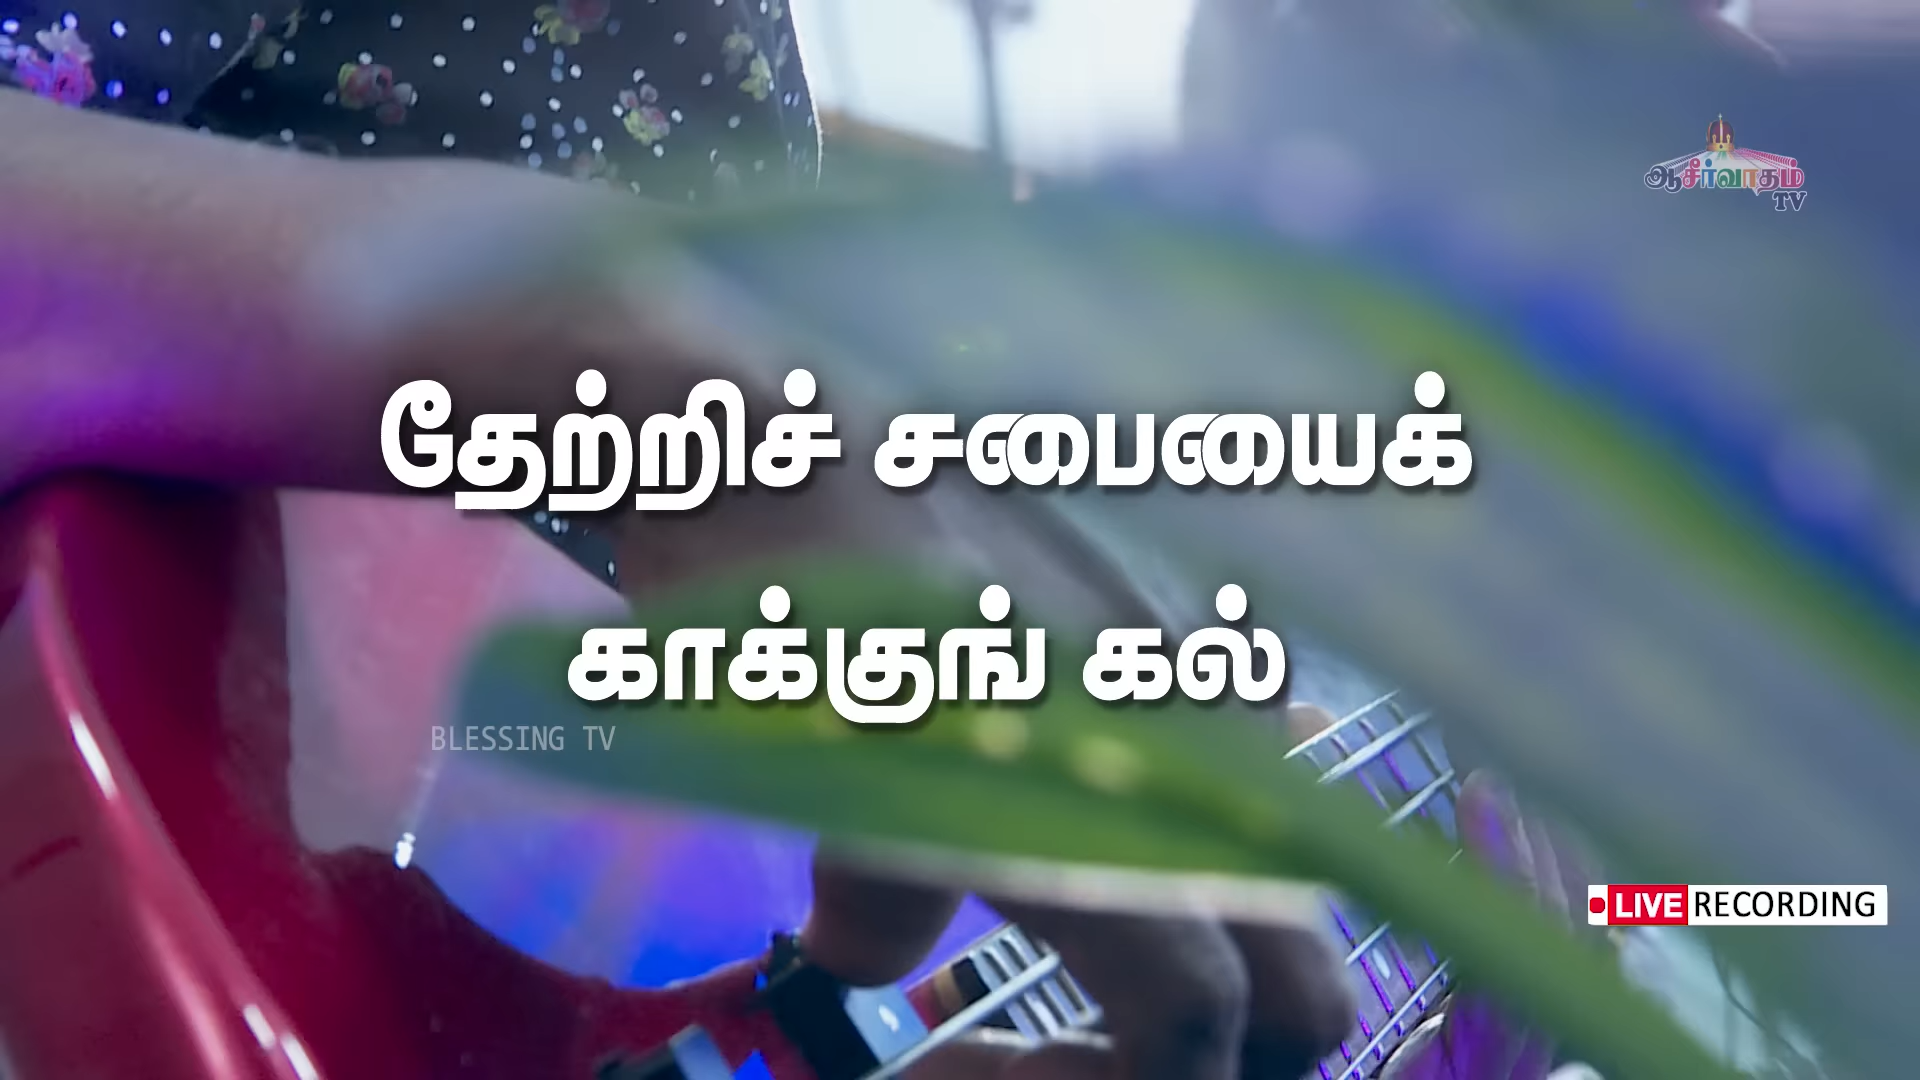 ஆசீர்வாதம்
TV
தேற்றிச் சபையைக்
காக்குங் கல்
BLESSING TV
LIVE RECORDING